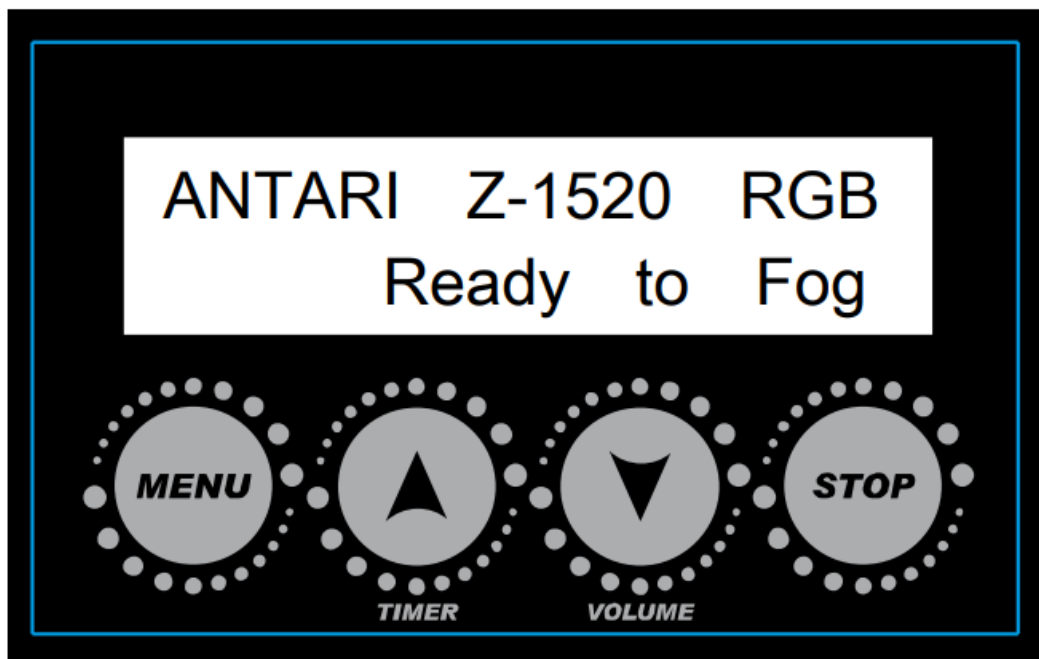 ANTARI Z-1520 RGB
Ready to Fog
MENU
STOP
TIMER
VOLUME